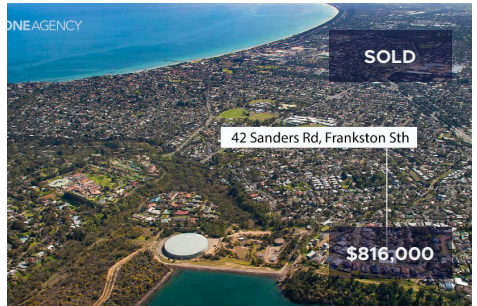 ONEAGENCY
SOLD
42 Sanders Rd, Frankston Sth
$816,000